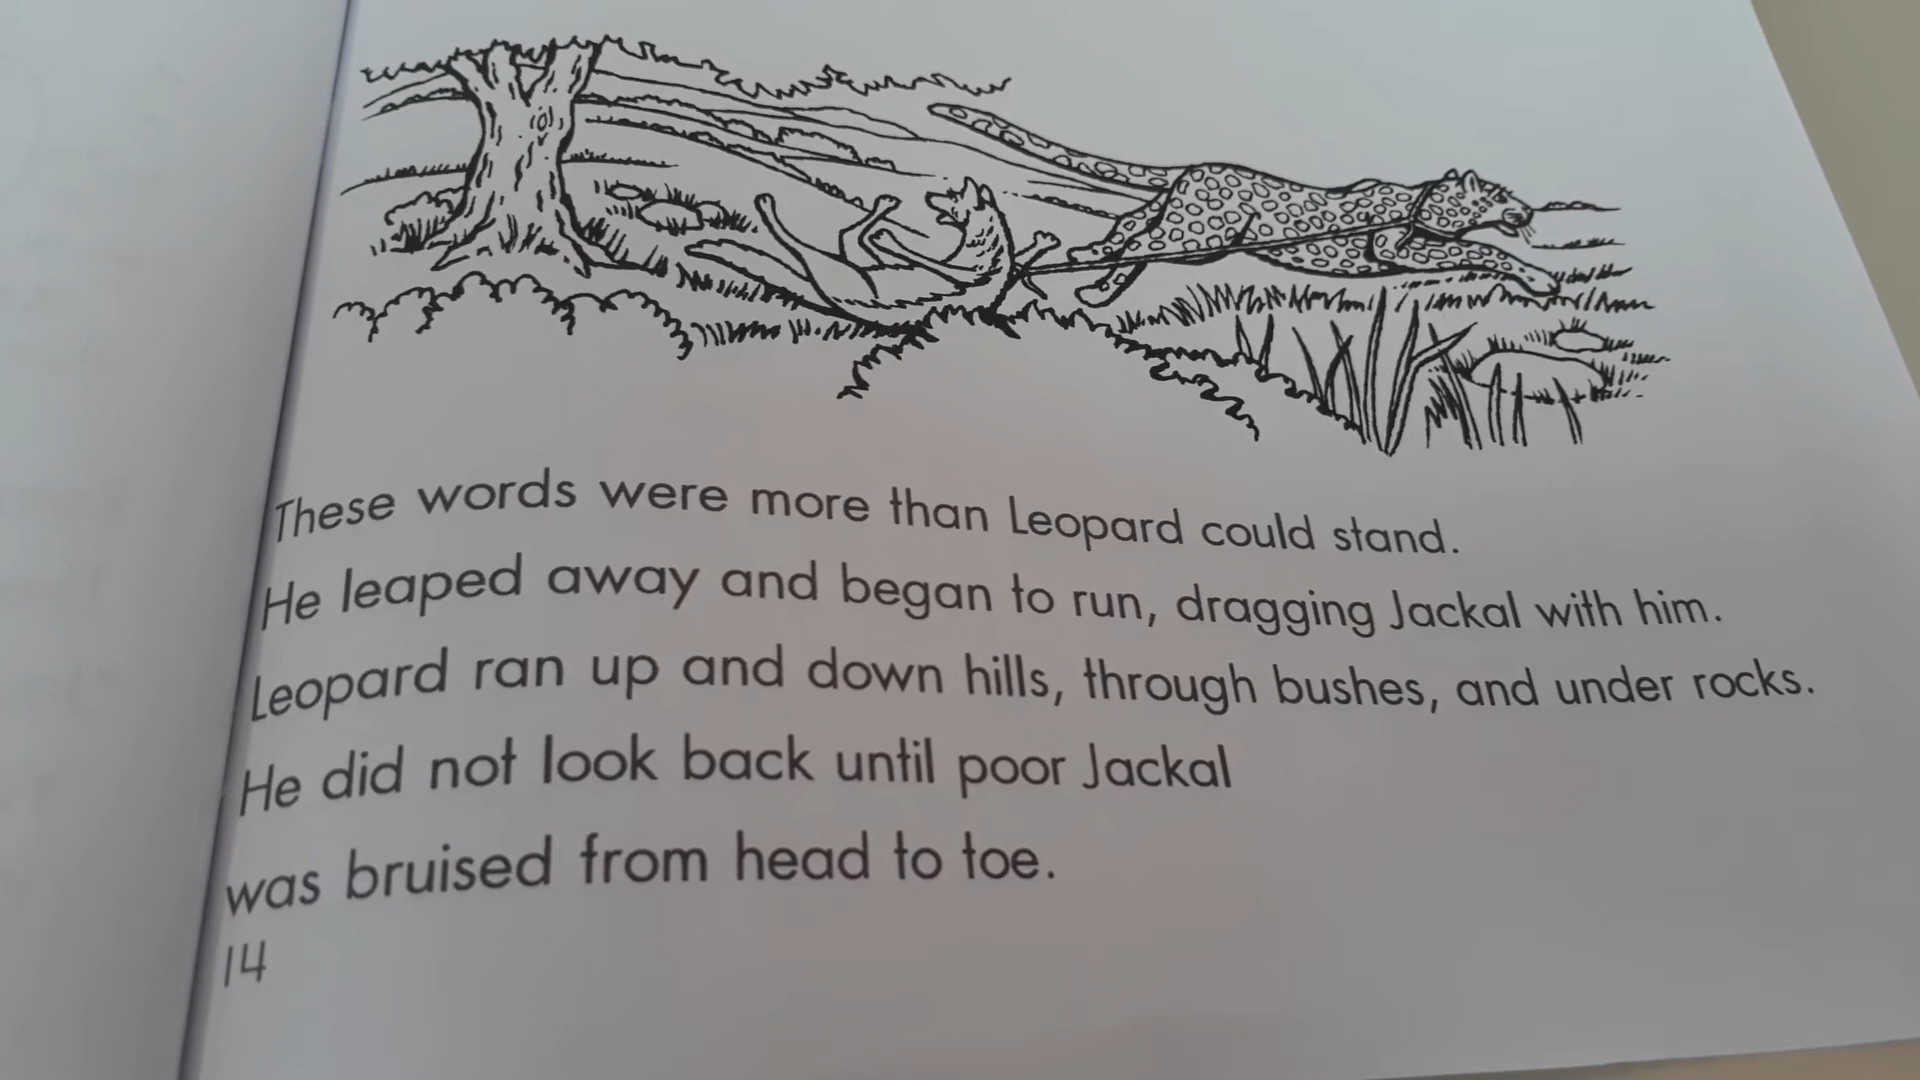 These words were more than Leopard could stand.
He leaped away and began to run, dragging Jackal with him.
Leopard ran up and down hills, through bushes, and under rocks.
He did not look back until poor Jackal
was bruised from head to toe.
14